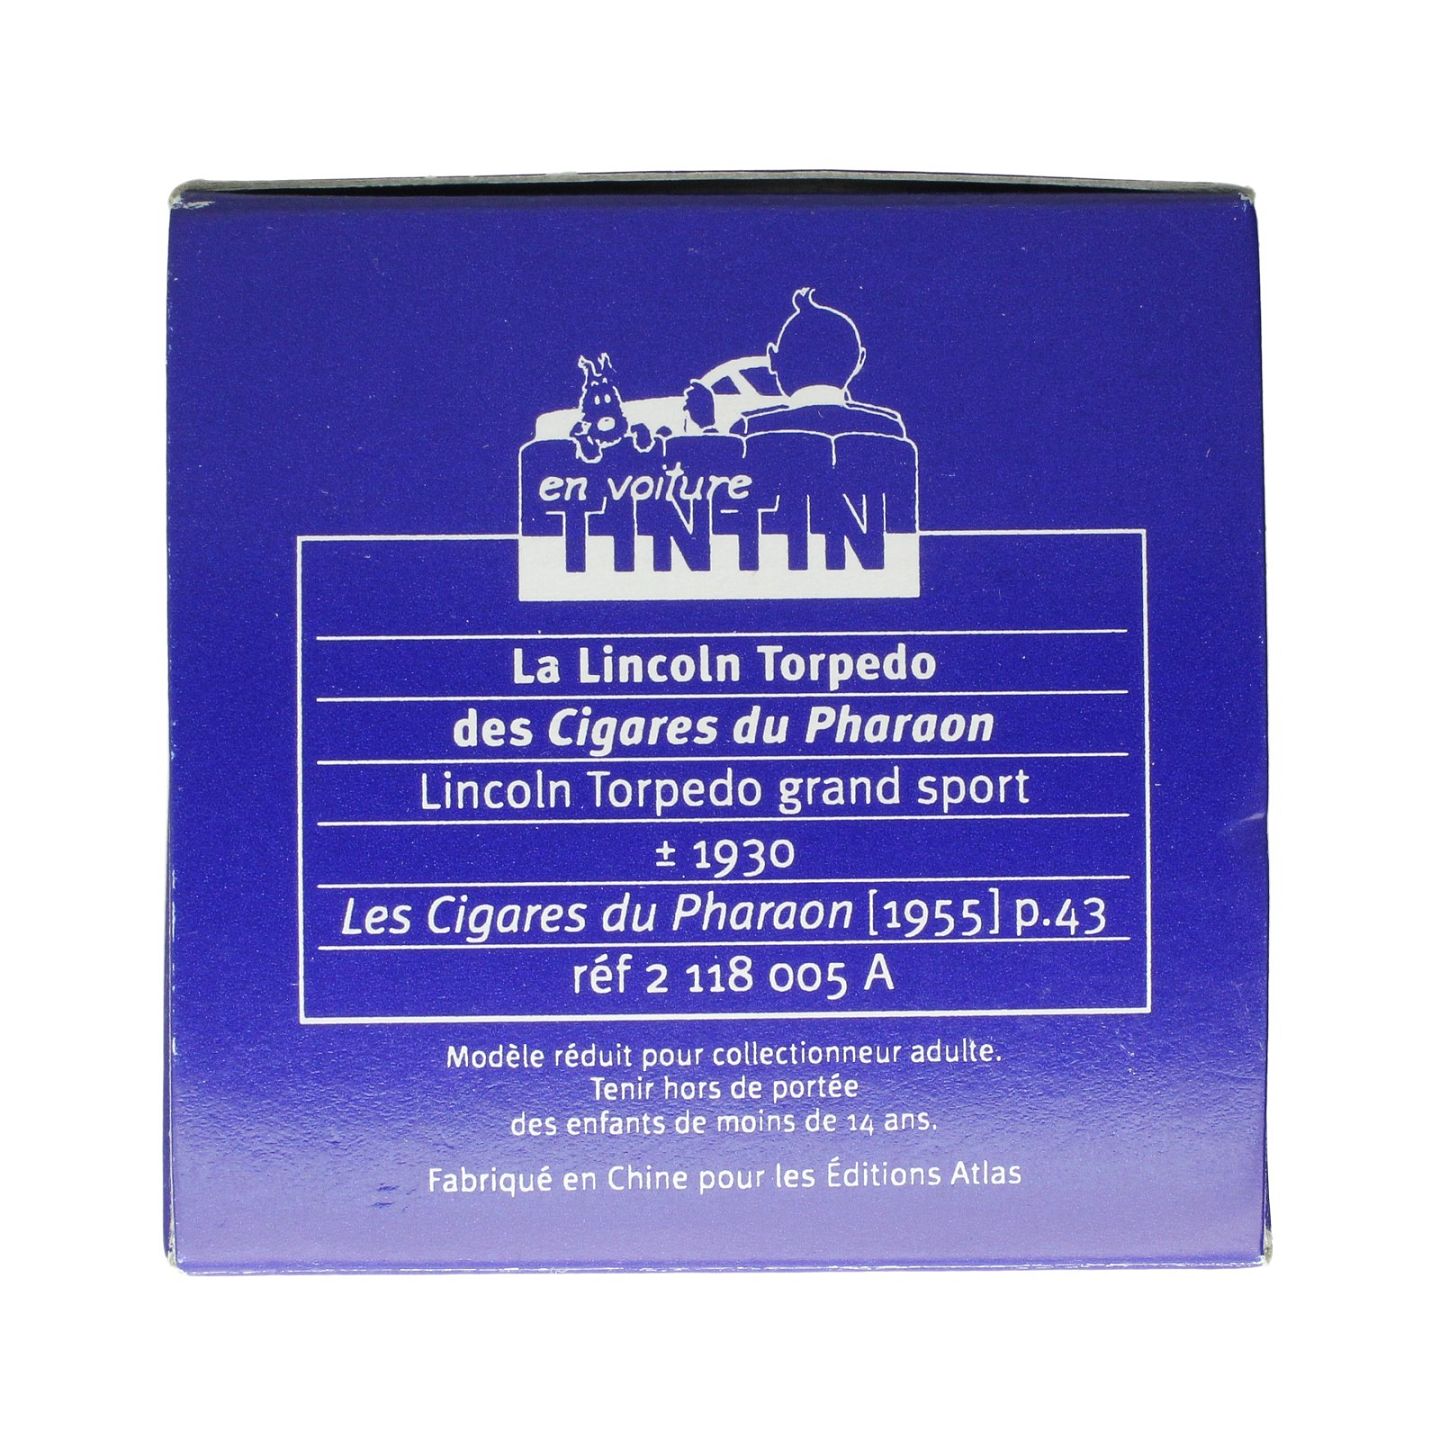 en voiture
TINTIN
La Lincoln Torpedo
des Cigares du Pharaon
Lincoln Torpedo grand sport
± 1930
Les Cigares du Pharaon [1955] p.43
réf 2 118 005 A
Modèle réduit pour collectionneur adulte.
Tenir hors de portée
des enfants de moins de 14 ans.
Fabriqué en Chine pour les Éditions Atlas